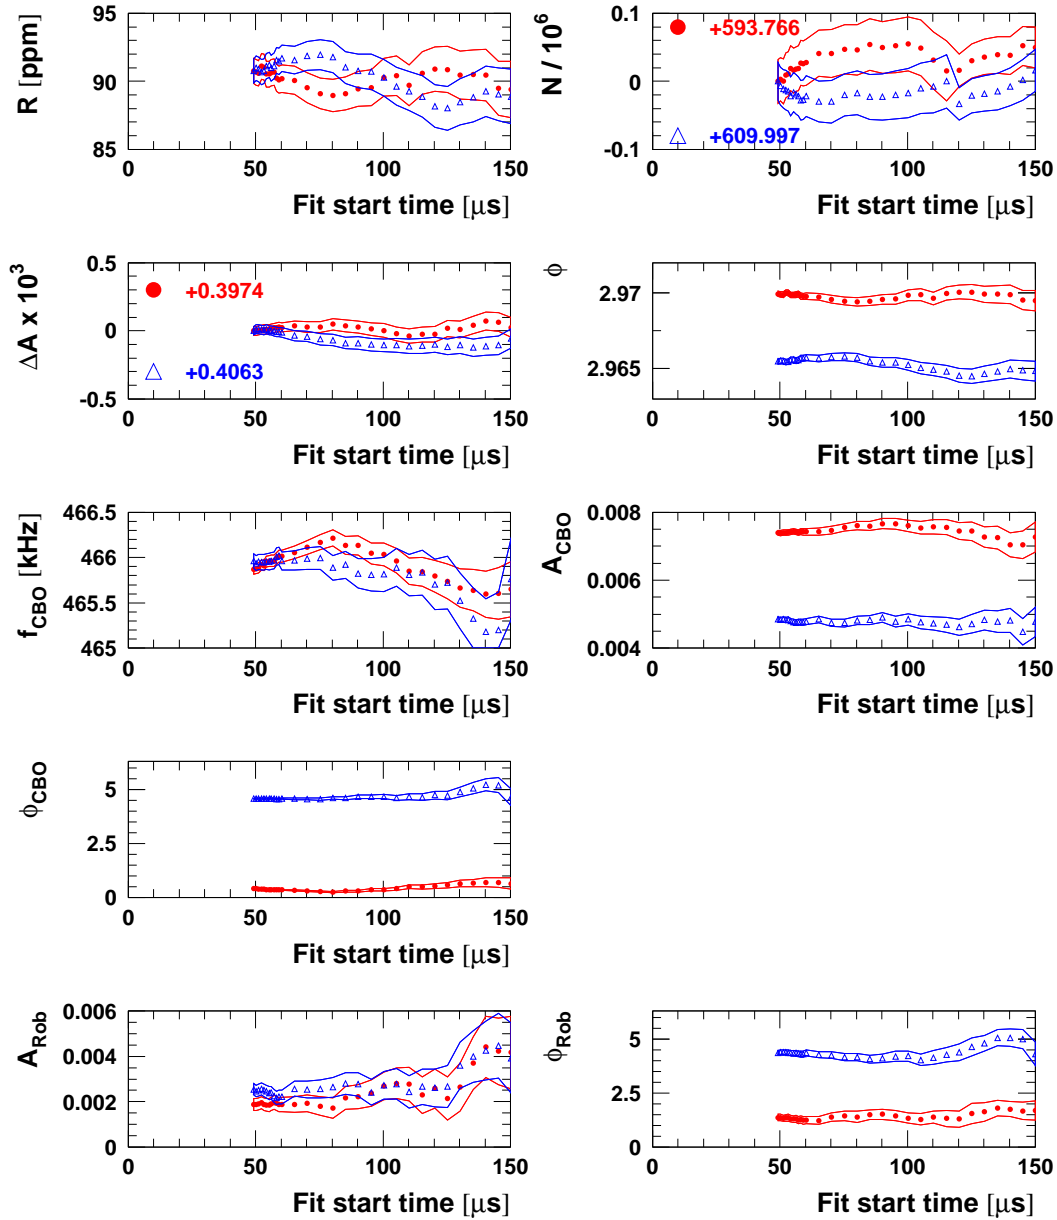 R [ppm]
95
90
85
0 50 100 150
Fit start time [μs]
N / 10^6
0.1
0
-0.1
+593.766
+609.997
0 50 100 150
Fit start time [μs]
ΔA x 10^3
0.5
0
-0.5
+0.3974
+0.4063
0 50 100 150
Fit start time [μs]
ϕ
2.97
2.965
0 50 100 150
Fit start time [μs]
f_CBO [kHz]
466.5
466
465.5
465
0 50 100 150
Fit start time [μs]
A_CBO
0.008
0.006
0.004
0 50 100 150
Fit start time [μs]
ϕ_CBO
5
2.5
0
0 50 100 150
Fit start time [μs]
A_Rob
0.006
0.004
0.002
0
0 50 100 150
Fit start time [μs]
ϕ_Rob
5
2.5
0
0 50 100 150
Fit start time [μs]